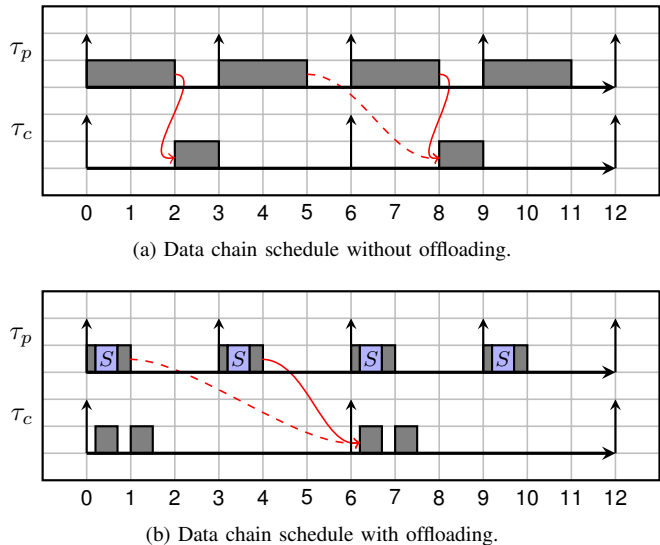 τp
τc
0 1 2 3 4 5 6 7 8 9 10 11 12
(a) Data chain schedule without offloading.
τp
S S S S
τc
0 1 2 3 4 5 6 7 8 9 10 11 12
(b) Data chain schedule with offloading.